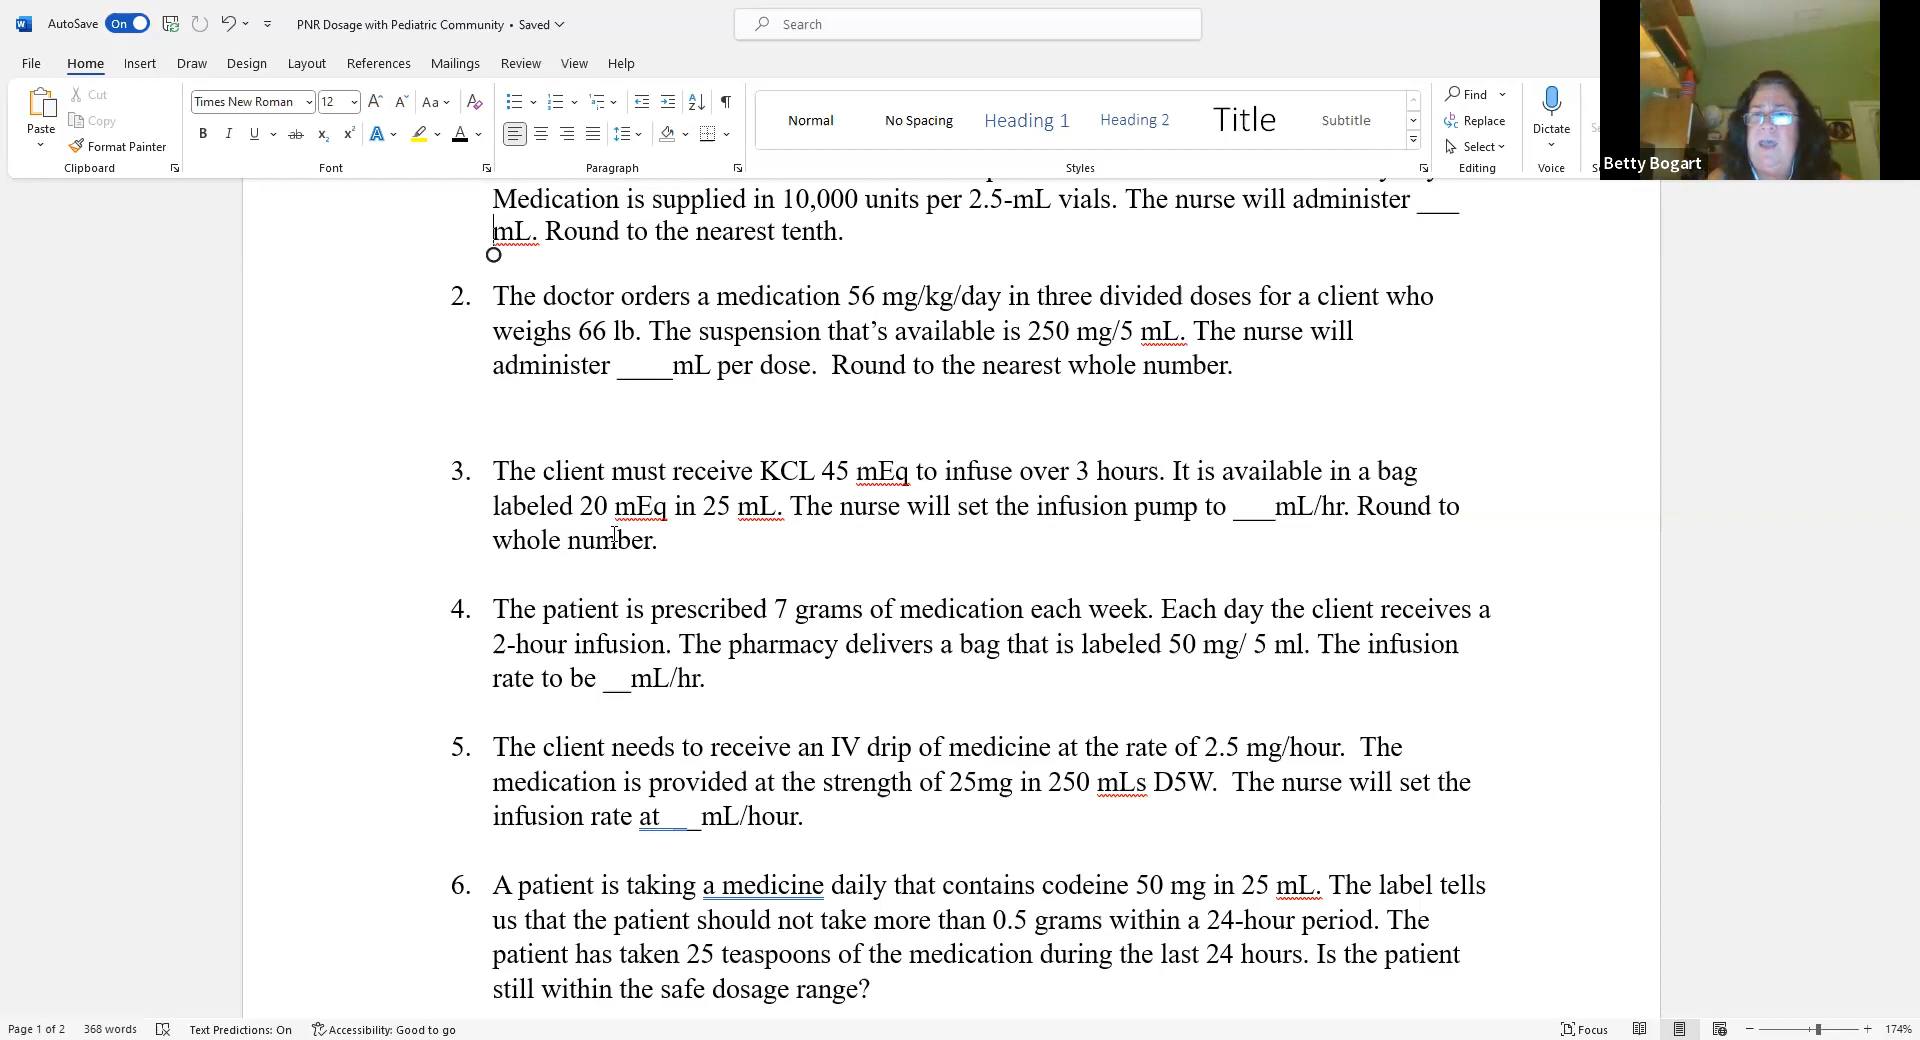 AutoSave On PNR Dosage with Pediatric Community • Saved Search
File Home Insert Draw Design Layout References Mailings Review View Help
Paste Cut Copy Format Painter
Times New Roman 12 Aa
B I U ab x₂ x² A A
Normal No Spacing Heading 1 Heading 2 Title Subtitle
Find Replace Select Dictate
Clipboard Font Paragraph Styles Editing Voice
Betty Bogart
Medication is supplied in 10,000 units per 2.5-mL vials. The nurse will administer ___
mL. Round to the nearest tenth.
2. The doctor orders a medication 56 mg/kg/day in three divided doses for a client who
weighs 66 lb. The suspension that’s available is 250 mg/5 mL. The nurse will
administer ____mL per dose.  Round to the nearest whole number.
3. The client must receive KCL 45 mEq to infuse over 3 hours. It is available in a bag
labeled 20 mEq in 25 mL. The nurse will set the infusion pump to ___mL/hr. Round to
whole number.
4. The patient is prescribed 7 grams of medication each week. Each day the client receives a
2-hour infusion. The pharmacy delivers a bag that is labeled 50 mg/ 5 ml. The infusion
rate to be __mL/hr.
5. The client needs to receive an IV drip of medicine at the rate of 2.5 mg/hour.  The
medication is provided at the strength of 25mg in 250 mLs D5W.  The nurse will set the
infusion rate at___mL/hour.
6. A patient is taking a medicine daily that contains codeine 50 mg in 25 mL. The label tells
us that the patient should not take more than 0.5 grams within a 24-hour period. The
patient has taken 25 teaspoons of the medication during the last 24 hours. Is the patient
still within the safe dosage range?
Page 1 of 2 368 words Text Predictions: On Accessibility: Good to go Focus 174%